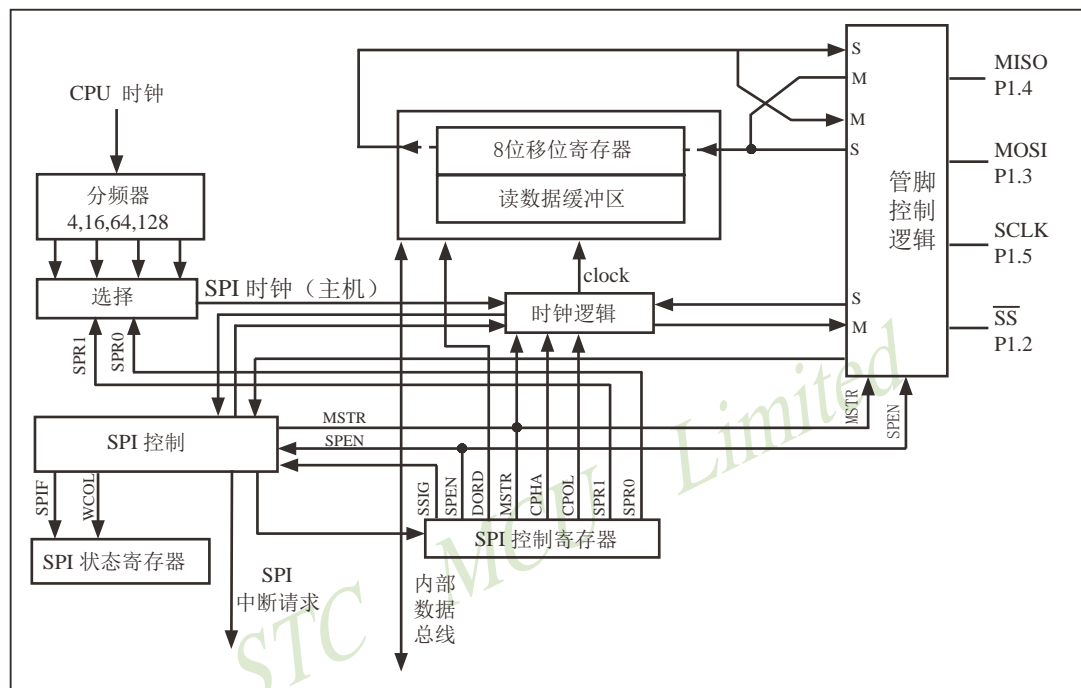 CPU 时钟
分频器
4,16,64,128
选择
SPR1
SPR0
SPI 时钟（主机）
8位移位寄存器
读数据缓冲区
clock
时钟逻辑
S
M
M
S
S
M
管脚
控制
逻辑
MISO
P1.4
MOSI
P1.3
SCLK
P1.5
SS
P1.2
MSTR
SPEN
SPI 控制
MSTR
SPEN
SPIF
WCOL
SPI 状态寄存器
SPI
中断请求
SSIG
SPEN
DORD
MSTR
CPHA
CPOL
SPR1
SPR0
SPI 控制寄存器
内部
数据
总线
STC MCU Limited